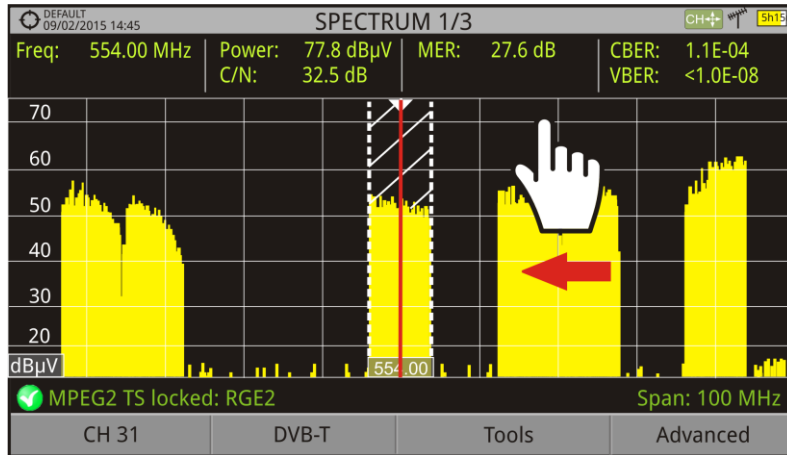 DEFAULT
09/02/2015 14:45 SPECTRUM 1/3 CH 5h15
Freq: 554.00 MHz Power: 77.8 dBµV MER: 27.6 dB CBER: 1.1E-04
C/N: 32.5 dB VBER: <1.0E-08
70
60
50
40
30
20
dBµV 554.00
MPEG2 TS locked: RGE2 Span: 100 MHz
CH 31 DVB-T Tools Advanced